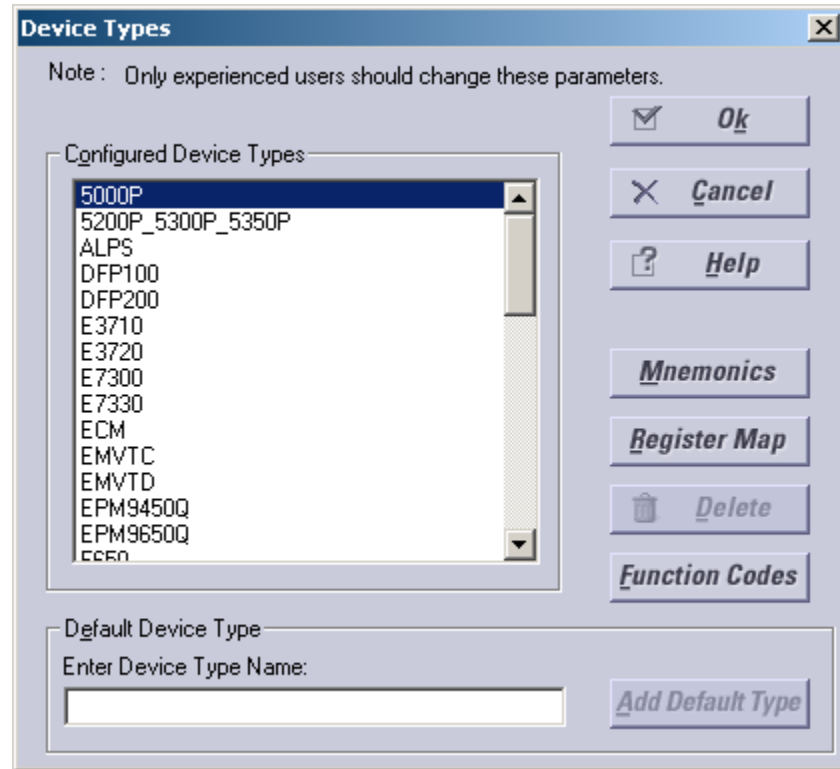 Device Types
Note : Only experienced users should change these parameters.
Configured Device Types
5000P
5200P_5300P_5350P
ALPS
DFP100
DFP200
E3710
E3720
E7300
E7330
ECM
EMVTC
EMVTD
EPM9450Q
EPM9650Q
Ok
Cancel
Help
Mnemonics
Register Map
Delete
Function Codes
Default Device Type
Enter Device Type Name:
Add Default Type